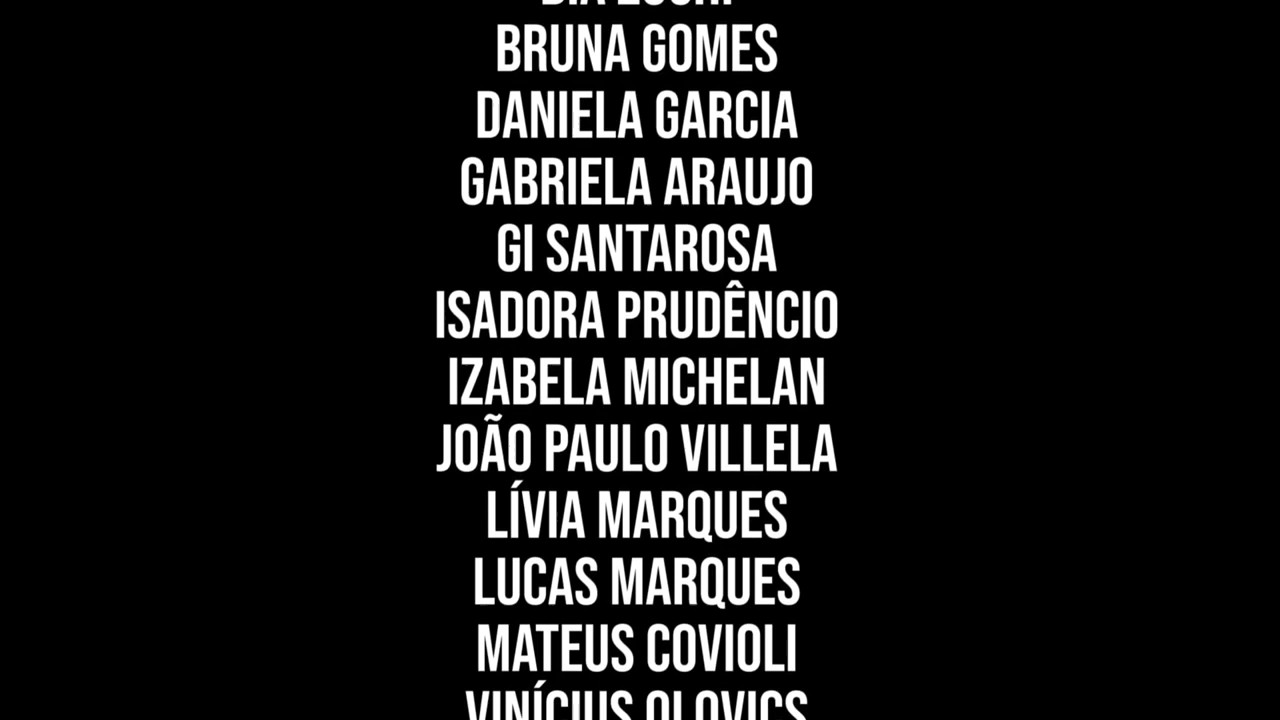 BRUNA GOMES
DANIELA GARCIA
GABRIELA ARAUJO
GI SANTAROSA
ISADORA PRUDÊNCIO
IZABELA MICHELAN
JOÃO PAULO VILLELA
LÍVIA MARQUES
LUCAS MARQUES
MATEUS COVIOLI
VINÍCIUS OLOVICS